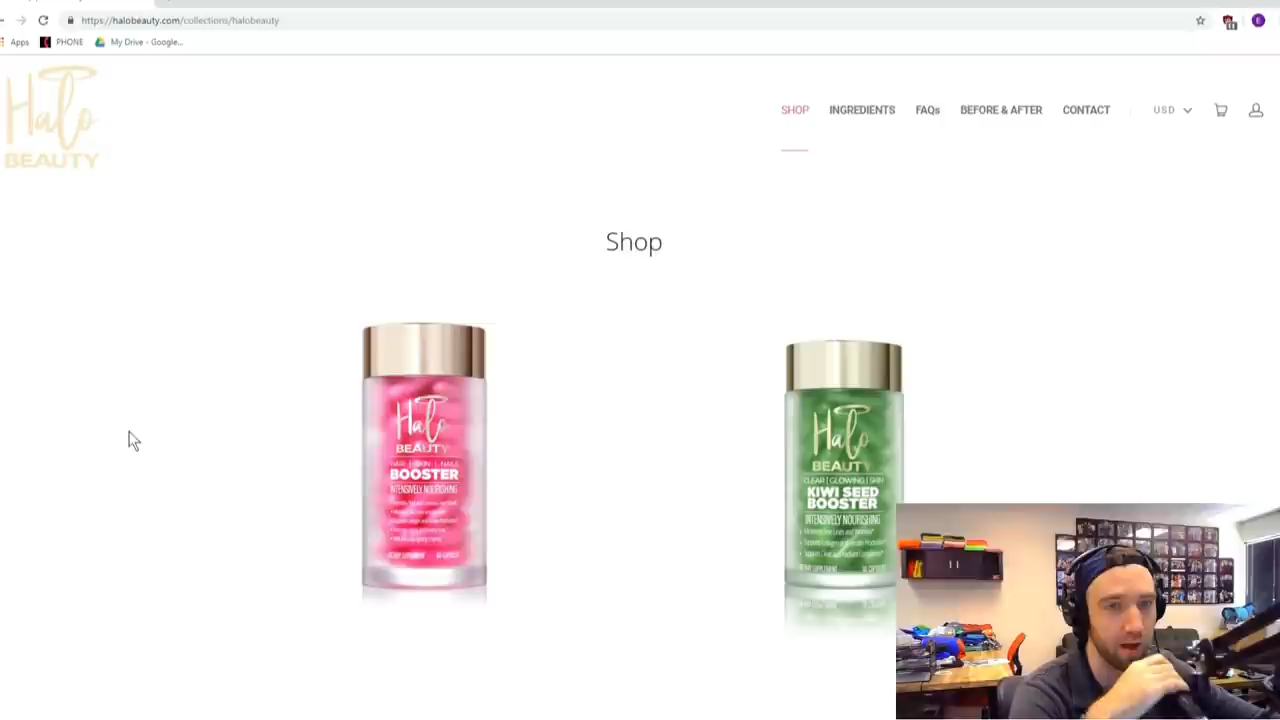 https://halobeauty.com/collections/halobeauty
Apps PHONE My Drive - Google...
Halo
BEAUTY
SHOP INGREDIENTS FAQs BEFORE & AFTER CONTACT USD
Shop
Halo
BEAUTY
HAIR | SKIN | NAILS
BOOSTER
INTENSIVELY NOURISHING
Halo
BEAUTY
CLEAR | GLOWING | SKIN
KIWI SEED
BOOSTER
INTENSIVELY NOURISHING